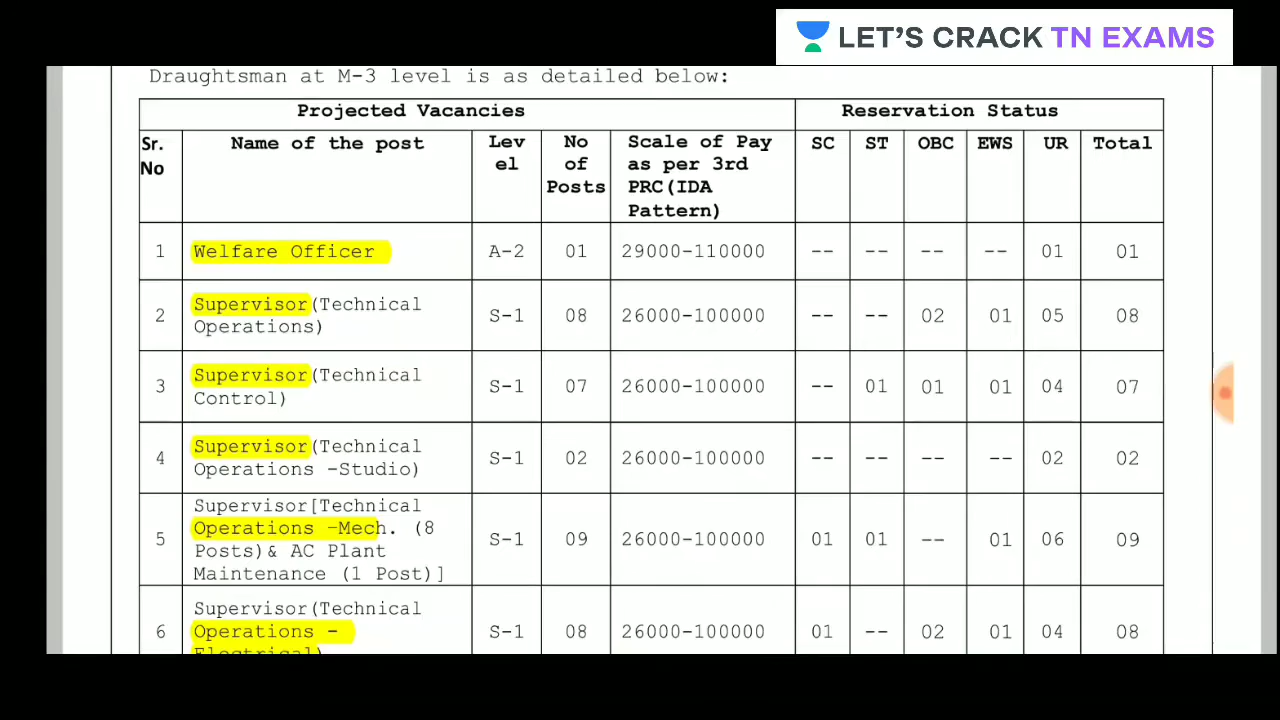 LET'S CRACK TN EXAMS
Draughtsman at M-3 level is as detailed below:
Projected Vacancies Reservation Status
Sr. No Name of the post Lev el No of Posts Scale of Pay as per 3rd PRC(IDA Pattern) SC ST OBC EWS UR Total
1 Welfare Officer A-2 01 29000-110000 -- -- -- -- 01 01
2 Supervisor(Technical Operations) S-1 08 26000-100000 -- -- 02 01 05 08
3 Supervisor(Technical Control) S-1 07 26000-100000 -- 01 01 01 04 07
4 Supervisor(Technical Operations -Studio) S-1 02 26000-100000 -- -- -- -- 02 02
5 Supervisor[Technical Operations -Mech. (8 Posts)& AC Plant Maintenance (1 Post)] S-1 09 26000-100000 01 01 -- 01 06 09
6 Supervisor(Technical Operations - Electrical) S-1 08 26000-100000 01 -- 02 01 04 08